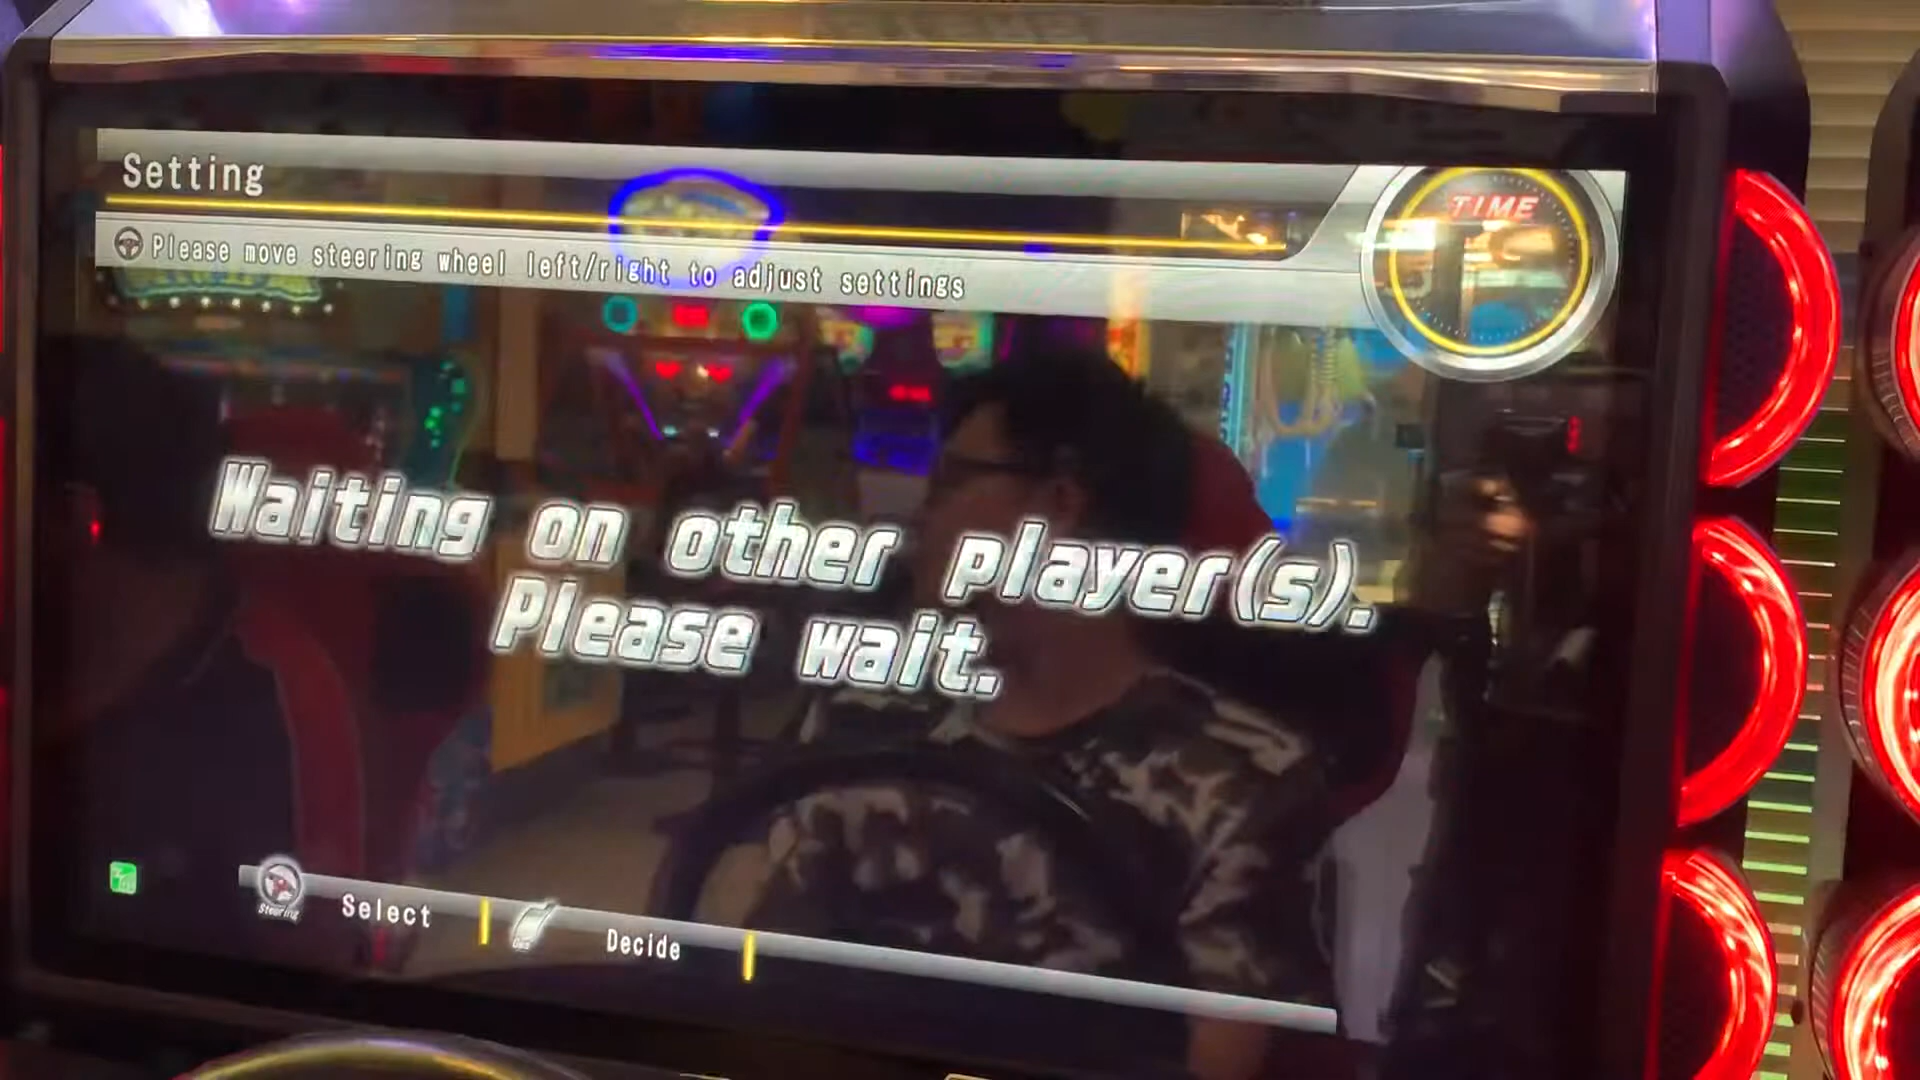 Setting
TIME
Please move steering wheel left/right to adjust settings
Waiting on other player(s).
Please wait.
Steering
Select
Gas
Decide